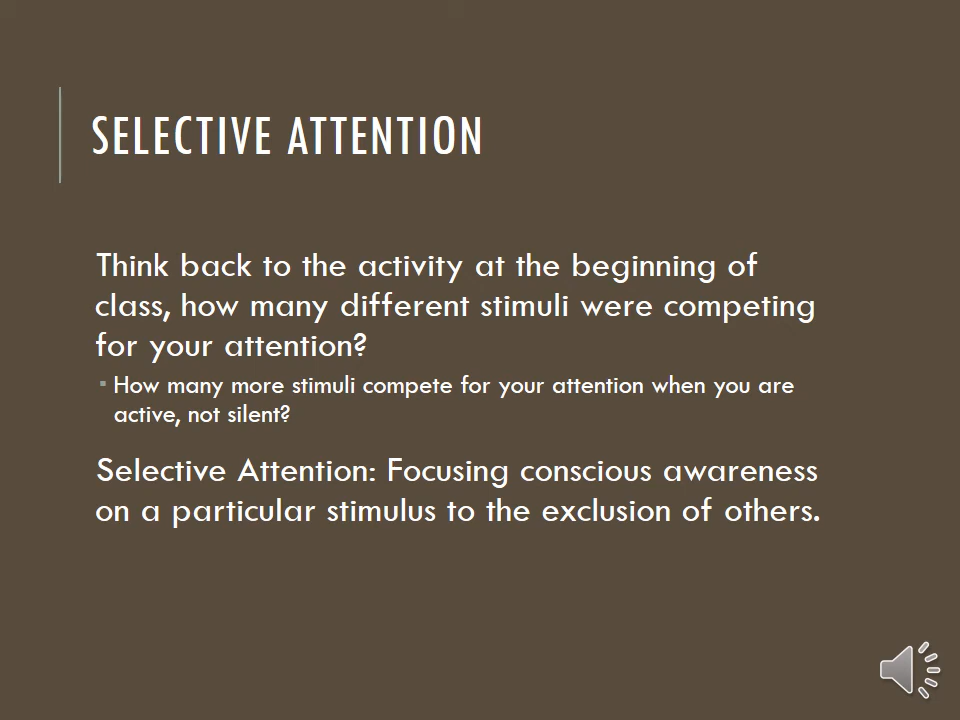 SELECTIVE ATTENTION
Think back to the activity at the beginning of
class, how many different stimuli were competing
for your attention?
▪ How many more stimuli compete for your attention when you are
active, not silent?
Selective Attention: Focusing conscious awareness
on a particular stimulus to the exclusion of others.